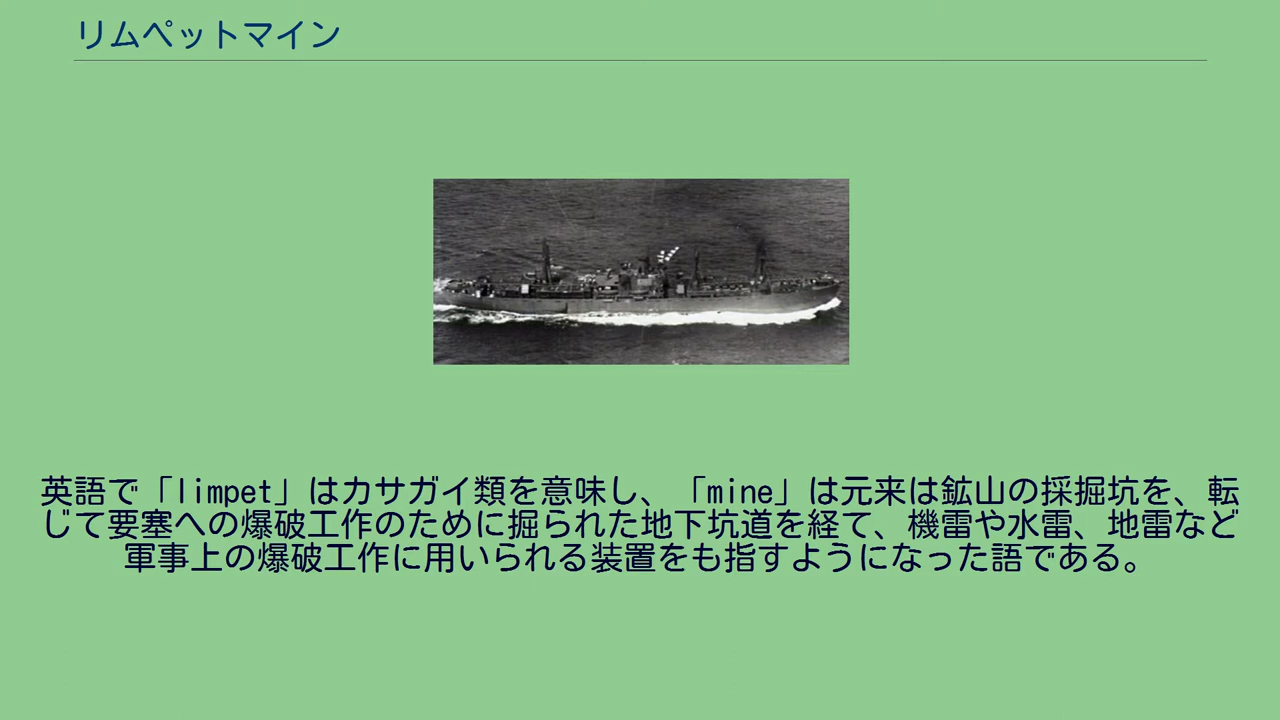 リムペットマイン
英語で「limpet」はカサガイ類を意味し、「mine」は元来は鉱山の採掘坑を、転
じて要塞への爆破工作のために掘られた地下坑道を経て、機雷や水雷、地雷など
軍事上の爆破工作に用いられる装置をも指すようになった語である。